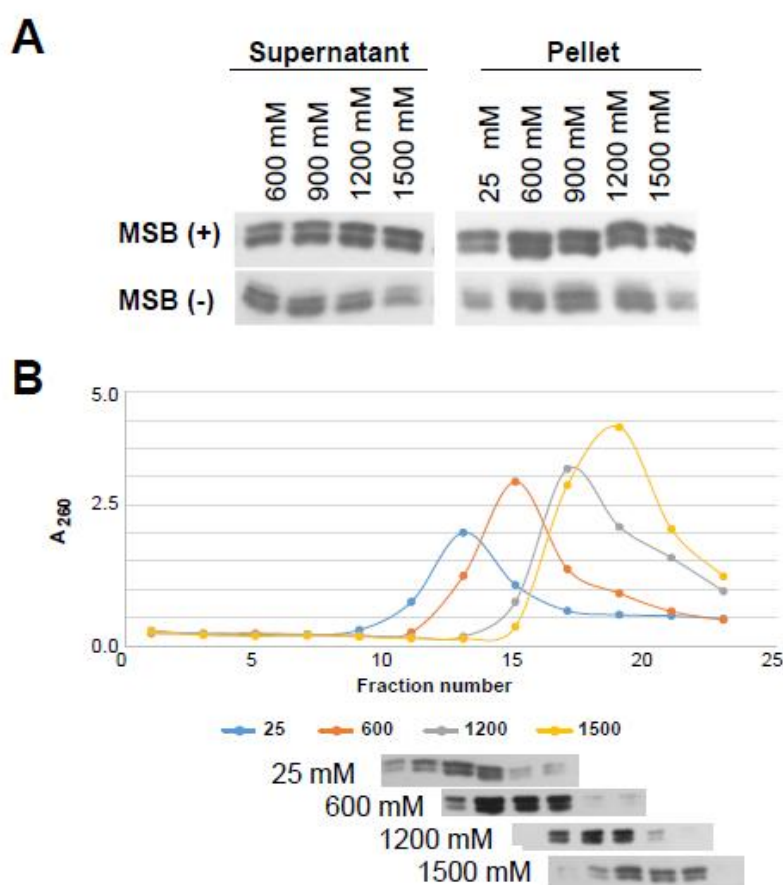 A
Supernatant Pellet
600 mM 900 mM 1200 mM 1500 mM 25 mM 600 mM 900 mM 1200 mM 1500 mM
MSB (+)
MSB (-)
B
5.0
2.5
0.0
A260
0 5 10 15 20 25
Fraction number
25 600 1200 1500
25 mM
600 mM
1200 mM
1500 mM